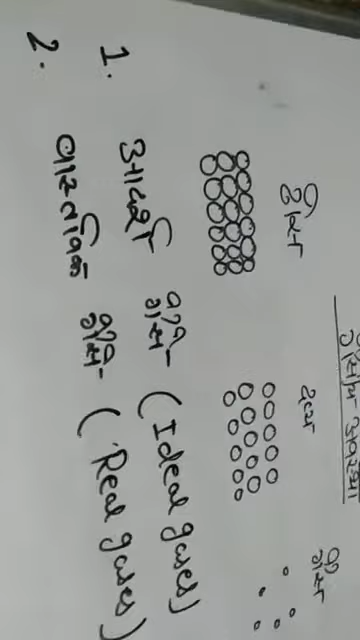 गैसीय अवस्था
ठोस द्रव गैस
1. आदर्श गैस - (Ideal gases)
2. वास्तविक गैस - (Real gases)